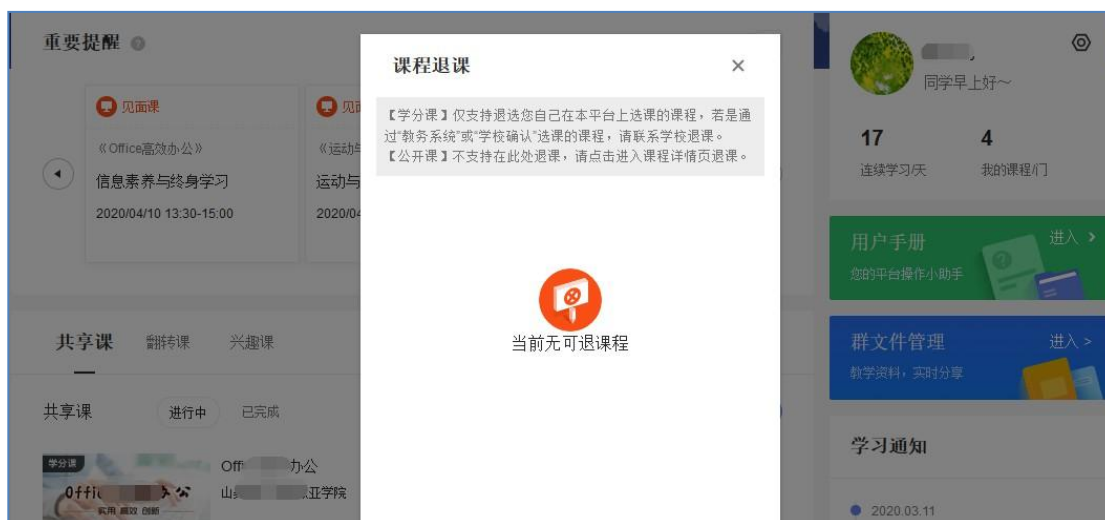 重要提醒
课程退课
【学分课】仅支持退选您自己在本平台上选课的课程，若是通
过“教务系统”或“学校确认”选课的课程，请联系学校退课。
【公开课】不支持在此处退课，请点击进入课程详情页退课。
当前无可退课程
见面课
《Office高效办公》
信息素养与终身学习
2020/04/10 13:30-15:00
《运动
运动与
2020/04
共享课 翻转课 兴趣课
共享课 进行中 已完成
学分课
实用 高效 创新
力公
亚学院
同学早上好～
17 4
连续学习/天 我的课程/门
用户手册 进入 >
您的平台操作小助手
群文件管理 进入 >
教学资料，实时分享
学习通知
2020.03.11